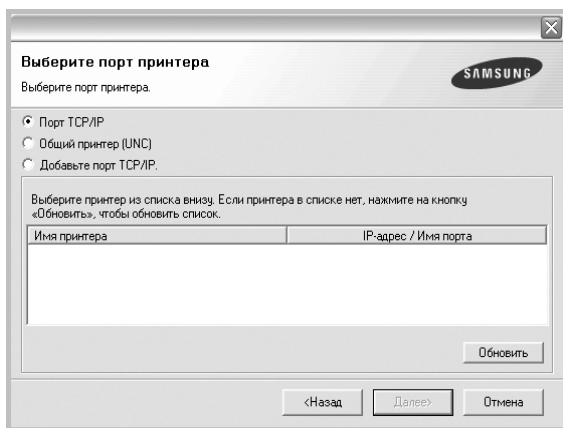 Выберите порт принтера
Выберите порт принтера.
SAMSUNG
Порт TCP/IP
Общий принтер (UNC)
Добавьте порт TCP/IP.
Выберите принтер из списка внизу. Если принтера в списке нет, нажмите на кнопку
«Обновить», чтобы обновить список.
Имя принтера IP-адрес / Имя порта
Обновить
<Назад Далее> Отмена